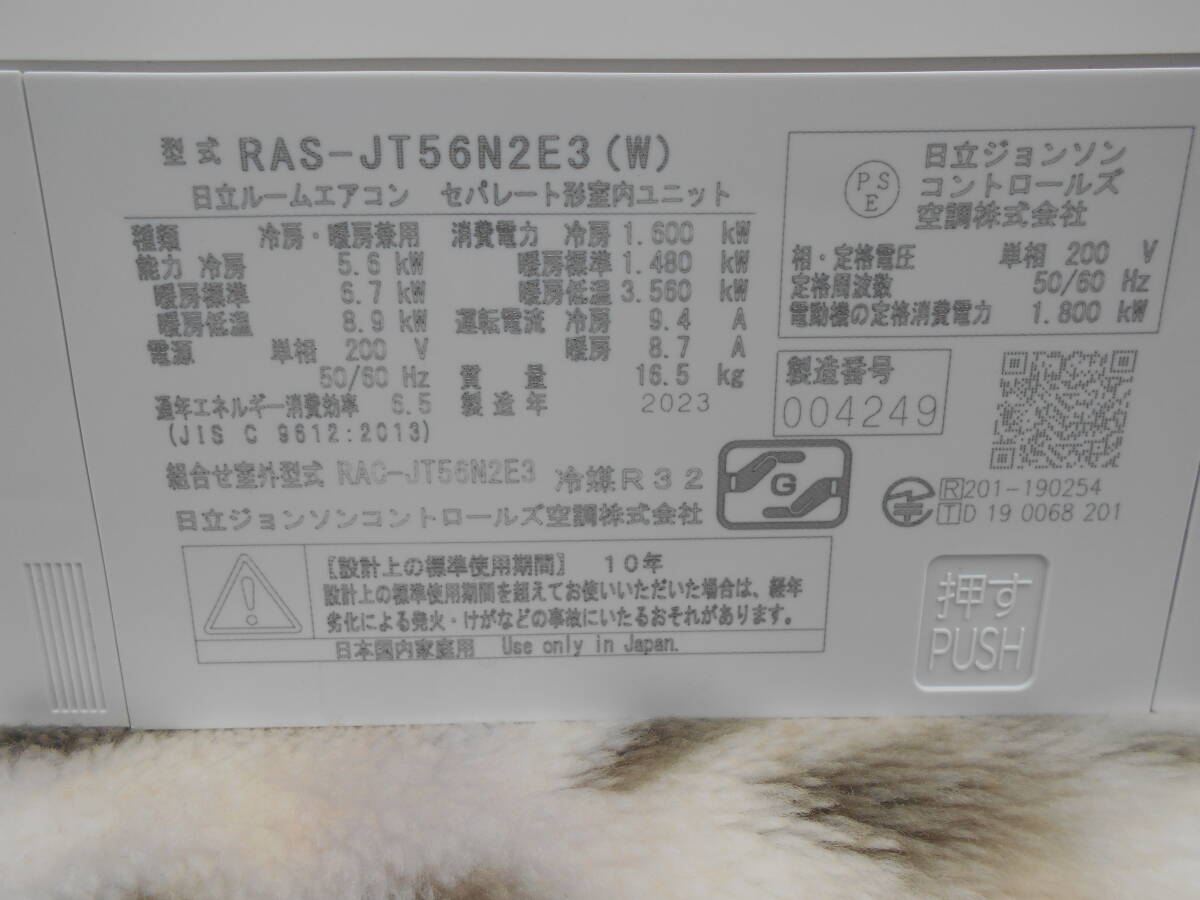 型式 RAS-JT56N2E3(W)
日立ルームエアコン セパレート形室内ユニット
種類 冷房・暖房兼用
能力 冷房 5.6 kW
暖房標準 6.7 kW
暖房低温 8.9 kW
電源 単相 200 V
50/60 Hz
通年エネルギー消費効率 6.5
(JIS C 9612:2013)
消費電力 冷房 1.600 kW
暖房標準 1.480 kW
暖房低温 3.560 kW
運転電流 冷房 9.4 A
暖房 8.7 A
質量 16.5 kg
製造年 2023
組合せ室外型式 RAC-JT56N2E3 冷媒R32
日立ジョンソンコントロールズ空調株式会社
G
[設計上の標準使用期間] 10年
設計上の標準使用期間を超えてお使いいただいた場合は、経年
劣化による発火・けがなどの事故にいたるおそれがあります。
日本国内家庭用 Use only in Japan.
PS
E
日立ジョンソン
コントロールズ
空調株式会社
相・定格電圧 単相 200 V
定格周波数 50/60 Hz
電動機の定格消費電力 1.800 kW
製造番号
004249
R 201-190254
T D 19 0068 201
押す
PUSH